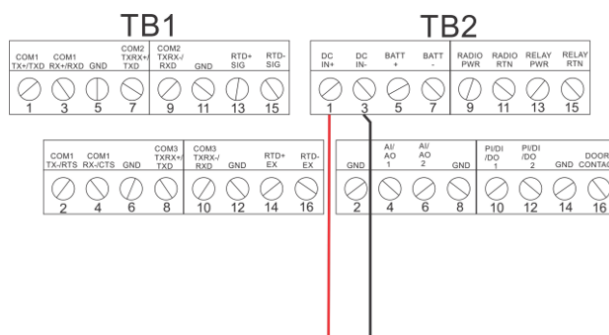 TB1 TB2
COM1 TX+/TXD COM1 RX+/RXD GND COM2 TXRX+/TXD COM2 TXRX-/RXD GND RTD+ SIG RTD- SIG
1 3 5 7 9 11 13 15
DC IN+ DC IN- BATT + BATT - RADIO PWR RADIO RTN RELAY PWR RELAY RTN
1 3 5 7 9 11 13 15
COM1 TX-/RTS COM1 RX-/CTS GND COM3 TXRX+/TXD COM3 TXRX-/RXD GND RTD+ EX RTD- EX
2 4 6 8 10 12 14 16
GND AI/AO 1 AI/AO 2 GND PI/DI/DO 1 PI/DI/DO 2 GND DOOR CONTAC
2 4 6 8 10 12 14 16